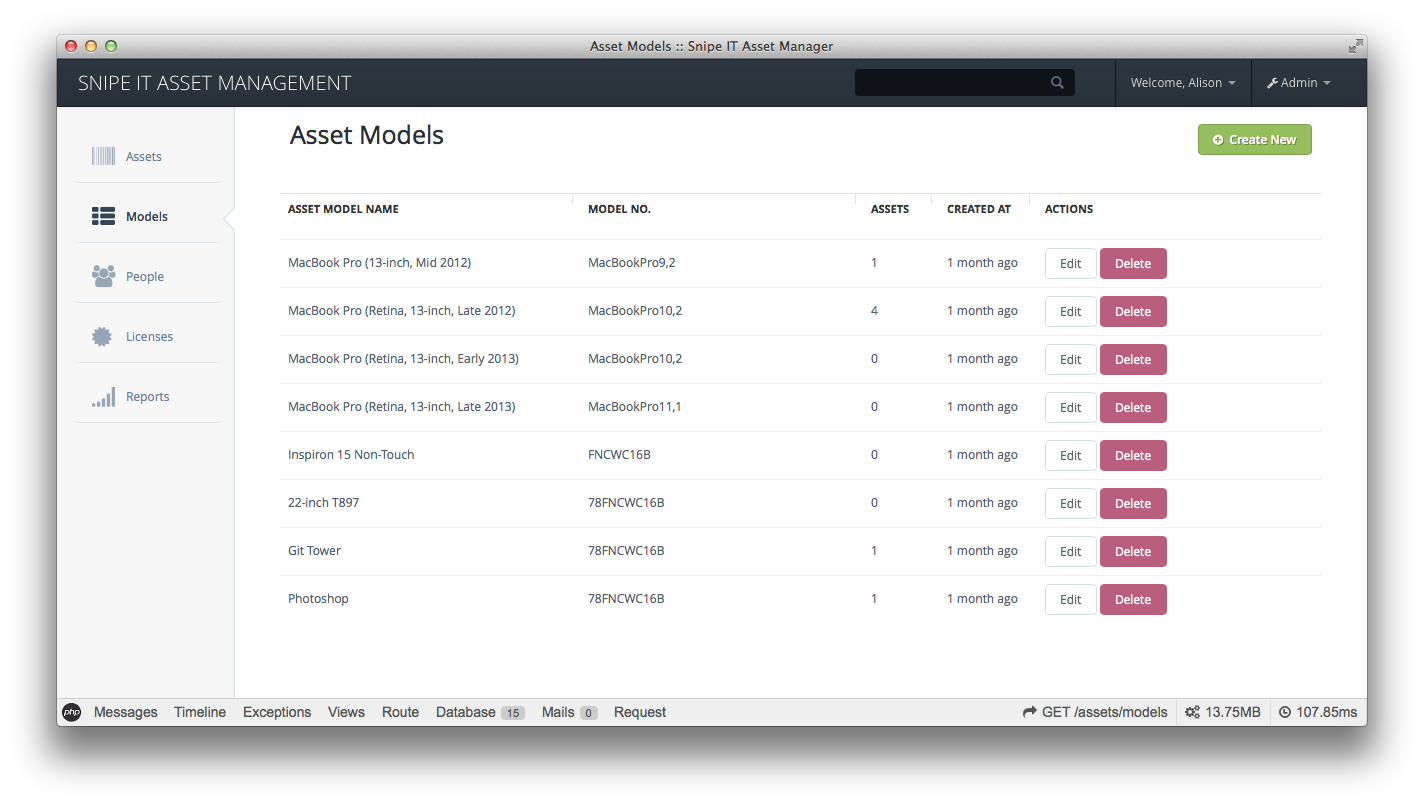 Asset Models :: Snipe IT Asset Manager
SNIPE IT ASSET MANAGEMENT
Welcome, Alison
Admin
Assets
Models
People
Licenses
Reports
Asset Models
Create New
ASSET MODEL NAME MODEL NO. ASSETS CREATED AT ACTIONS
MacBook Pro (13-inch, Mid 2012) MacBookPro9,2 1 1 month ago Edit Delete
MacBook Pro (Retina, 13-inch, Late 2012) MacBookPro10,2 4 1 month ago Edit Delete
MacBook Pro (Retina, 13-inch, Early 2013) MacBookPro10,2 0 1 month ago Edit Delete
MacBook Pro (Retina, 13-inch, Late 2013) MacBookPro11,1 0 1 month ago Edit Delete
Inspiron 15 Non-Touch FNCWC16B 0 1 month ago Edit Delete
22-inch T897 78FNCWC16B 0 1 month ago Edit Delete
Git Tower 78FNCWC16B 1 1 month ago Edit Delete
Photoshop 78FNCWC16B 1 1 month ago Edit Delete
php Messages Timeline Exceptions Views Route Database 15 Mails 0 Request GET /assets/models 13.75MB 107.85ms